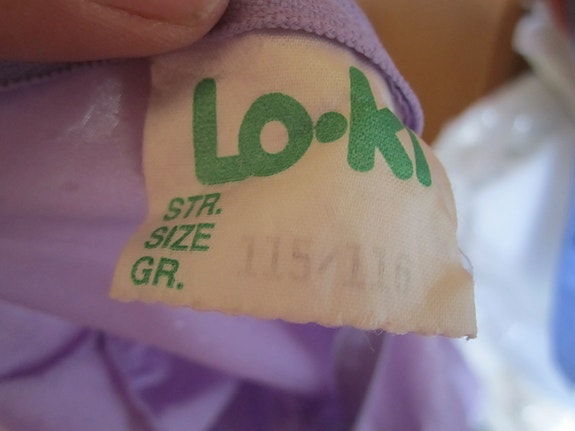 Lo·ki
STR.
SIZE 115/116
GR.